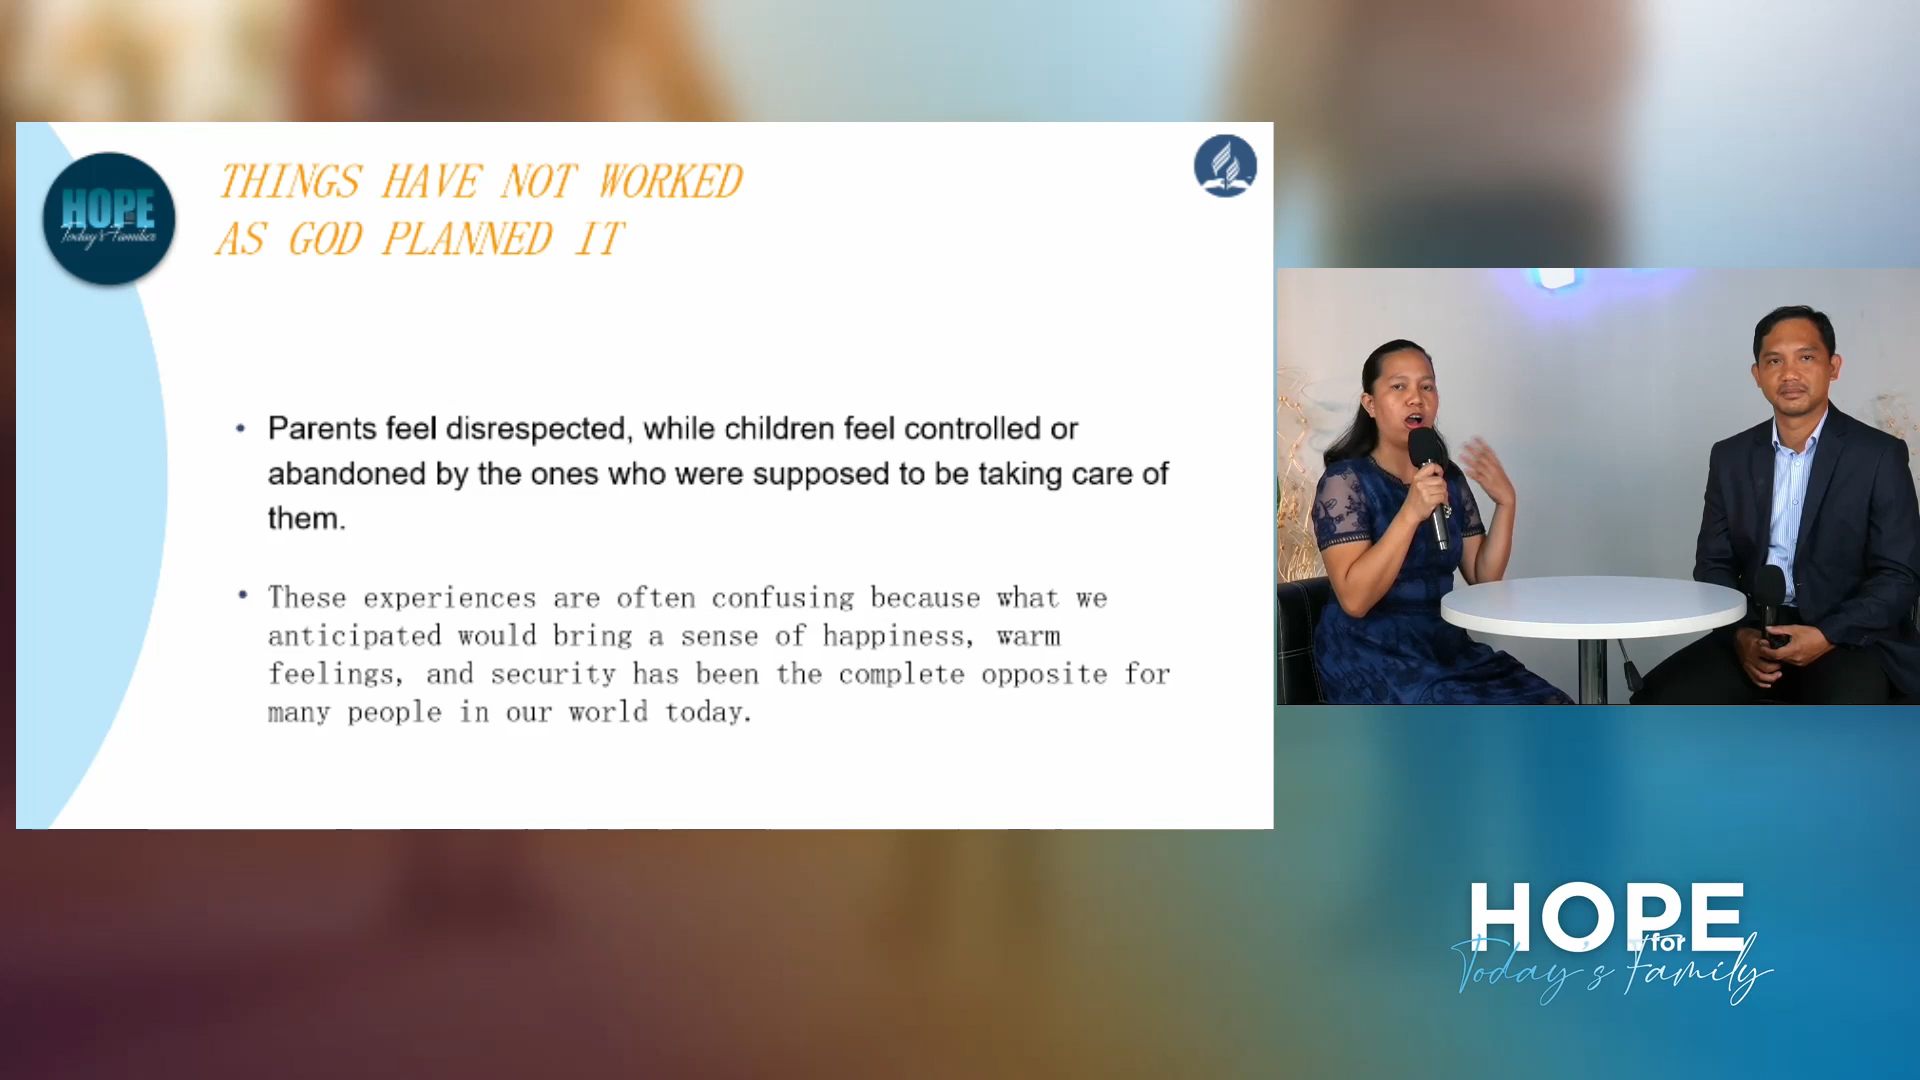 HOPE
Today's Families
THINGS HAVE NOT WORKED
AS GOD PLANNED IT
• Parents feel disrespected, while children feel controlled or
abandoned by the ones who were supposed to be taking care of
them.
• These experiences are often confusing because what we
anticipated would bring a sense of happiness, warm
feelings, and security has been the complete opposite for
many people in our world today.
HOPE
for
Today's Family